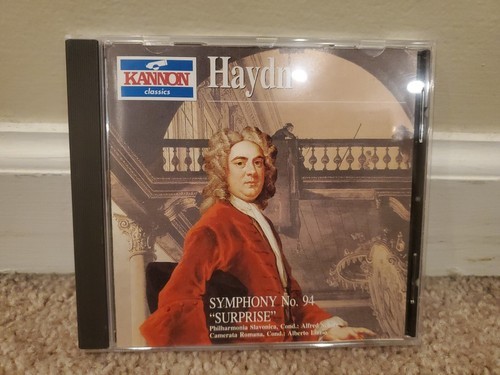 KANNON
classics
Haydn
SYMPHONY No. 94
"SURPRISE"
Philharmonia Slavonica, Cond.: Alfred
Camerata Romana, Cond.: Alberto